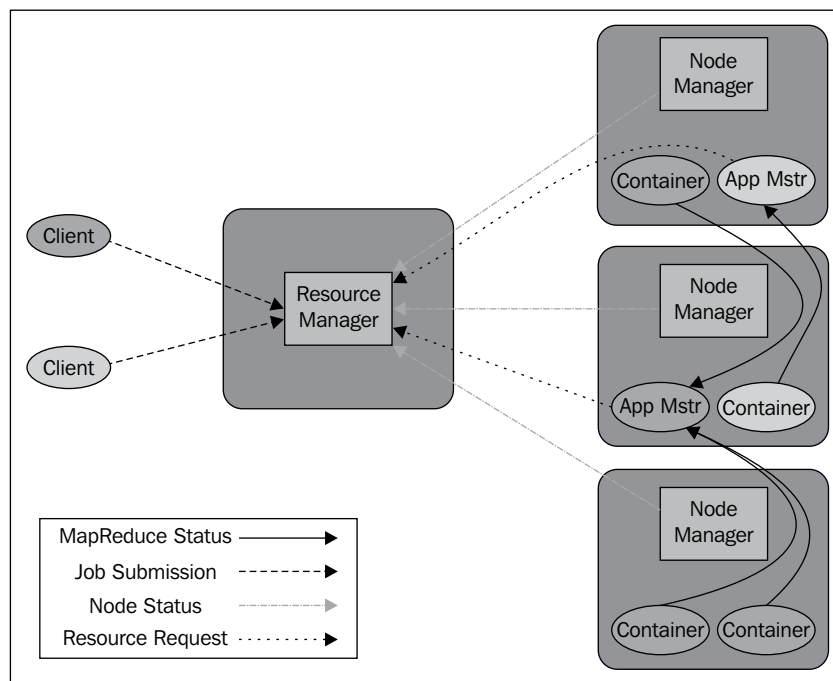 Node
Manager
Container
App Mstr
Client
Resource
Manager
Node
Manager
Client
App Mstr
Container
Node
Manager
MapReduce Status
Job Submission
Node Status
Resource Request
Container
Container